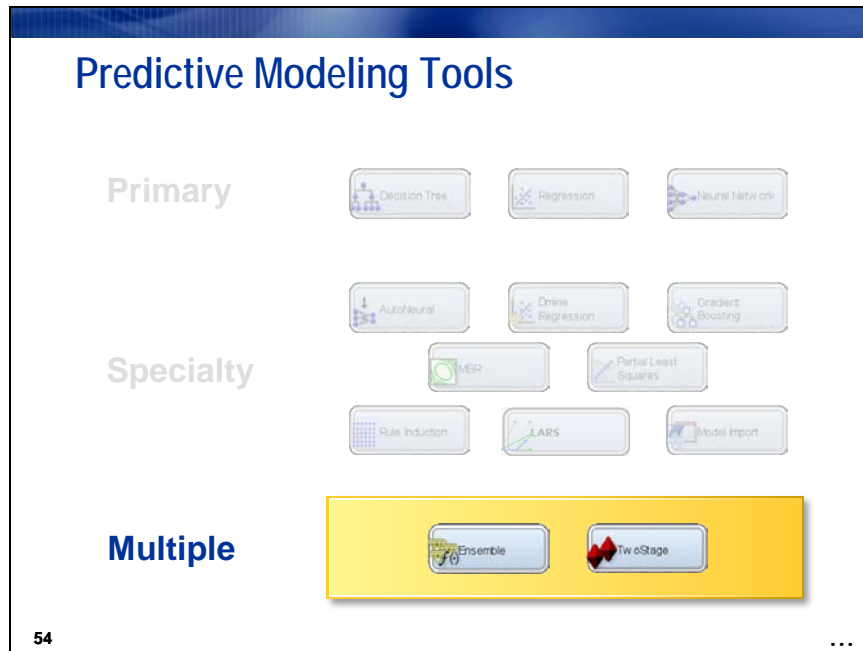 Predictive Modeling Tools
Primary
Decision Tree
Regression
Neural Network
AutoNeural
Dmine
Regression
Gradient
Boosting
Specialty
MBR
Partial Least
Squares
Rule Induction
LARS
Model Import
Multiple
Ensemble
TwoStage
54
...